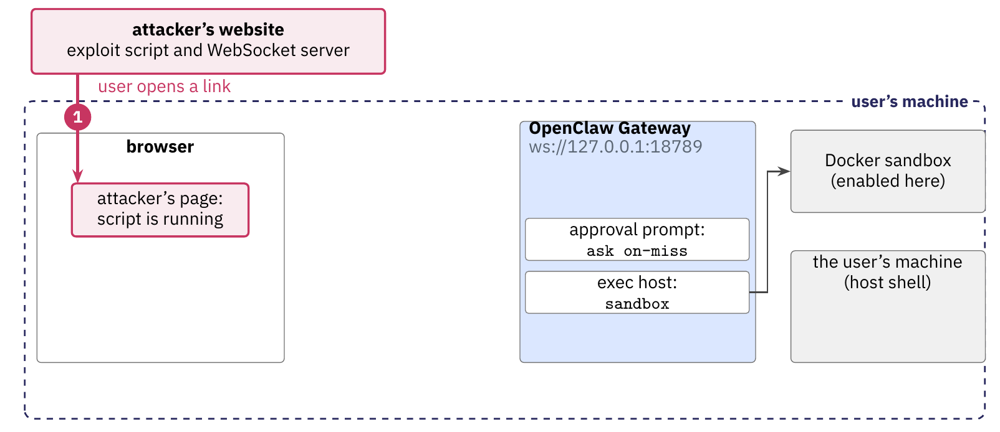 attacker’s website
exploit script and WebSocket server
user opens a link
user’s machine
1
browser
attacker’s page:
script is running
OpenClaw Gateway
ws://127.0.0.1:18789
approval prompt:
ask on-miss
exec host:
sandbox
Docker sandbox
(enabled here)
the user’s machine
(host shell)